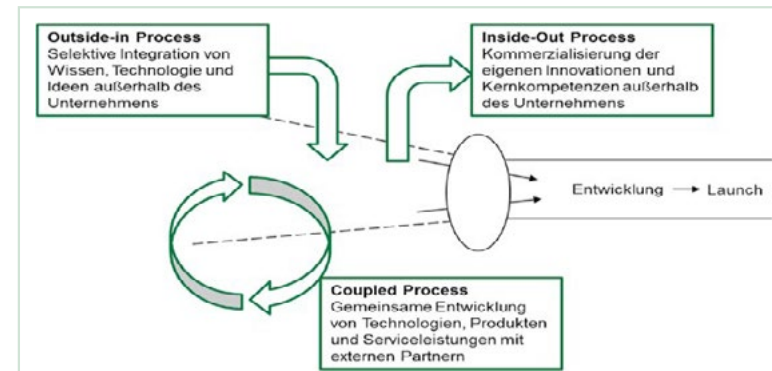 Outside-in Process
Selektive Integration von
Wissen, Technologie und
Ideen außerhalb des
Unternehmens
Inside-Out Process
Kommerzialisierung der
eigenen Innovationen und
Kernkompetenzen außerhalb
des Unternehmens
Entwicklung → Launch
Coupled Process
Gemeinsame Entwicklung
von Technologien, Produkten
und Serviceleistungen mit
externen Partnern